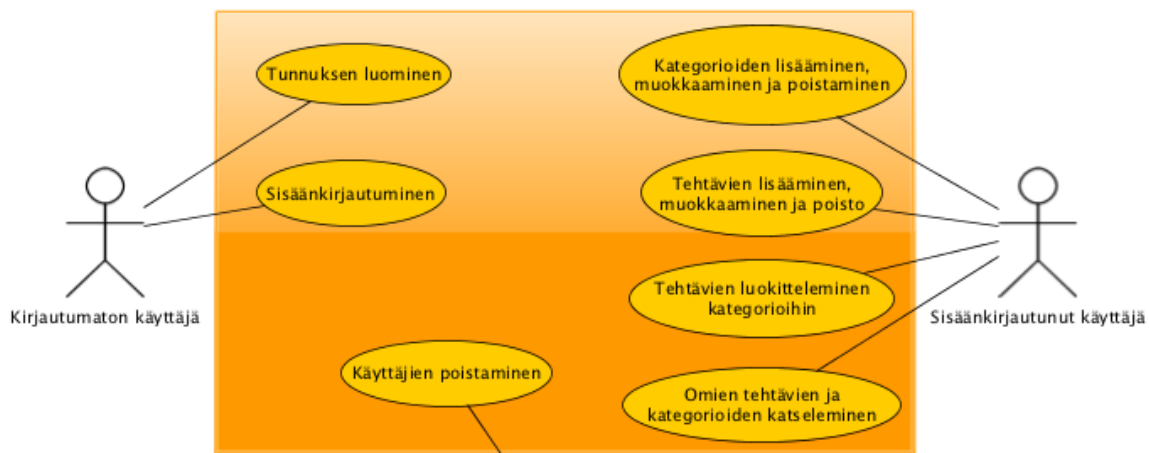 Tunnuksen luominen
Kategorioiden lisääminen,
muokkaaminen ja poistaminen
Sisäänkirjautuminen
Tehtävien lisääminen,
muokkaaminen ja poisto
Kirjautumaton käyttäjä
Tehtävien luokitteleminen
kategorioihin
Sisäänkirjautunut käyttäjä
Käyttäjien poistaminen
Omien tehtävien ja
kategorioiden katseleminen